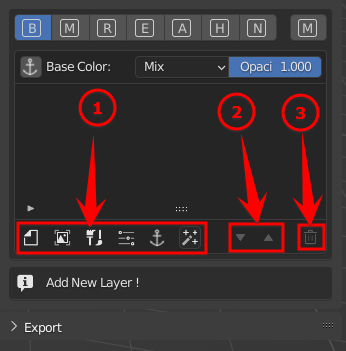 B M R E A H N M
Base Color: Mix Opaci 1.000
1 2 3
Add New Layer !
Export